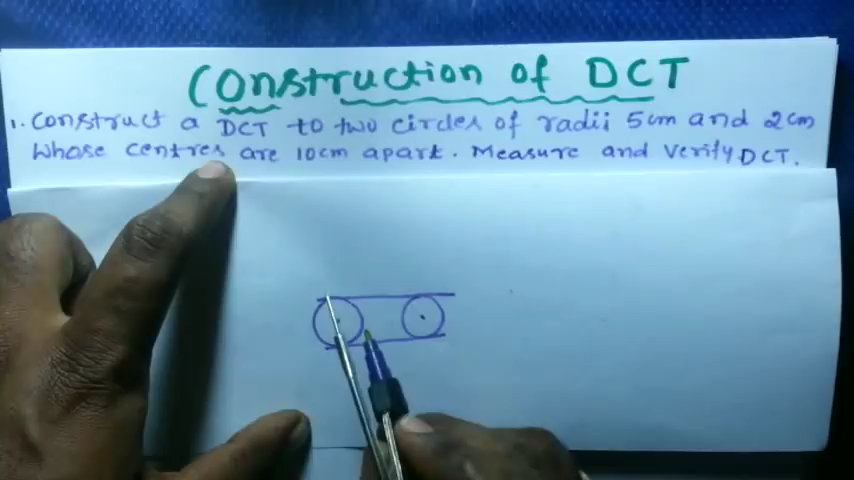 Construction of DCT
1. Construct a DCT to two circles of radii 5cm and 2cm
whose centres are 10cm apart. Measure and verify DCT.